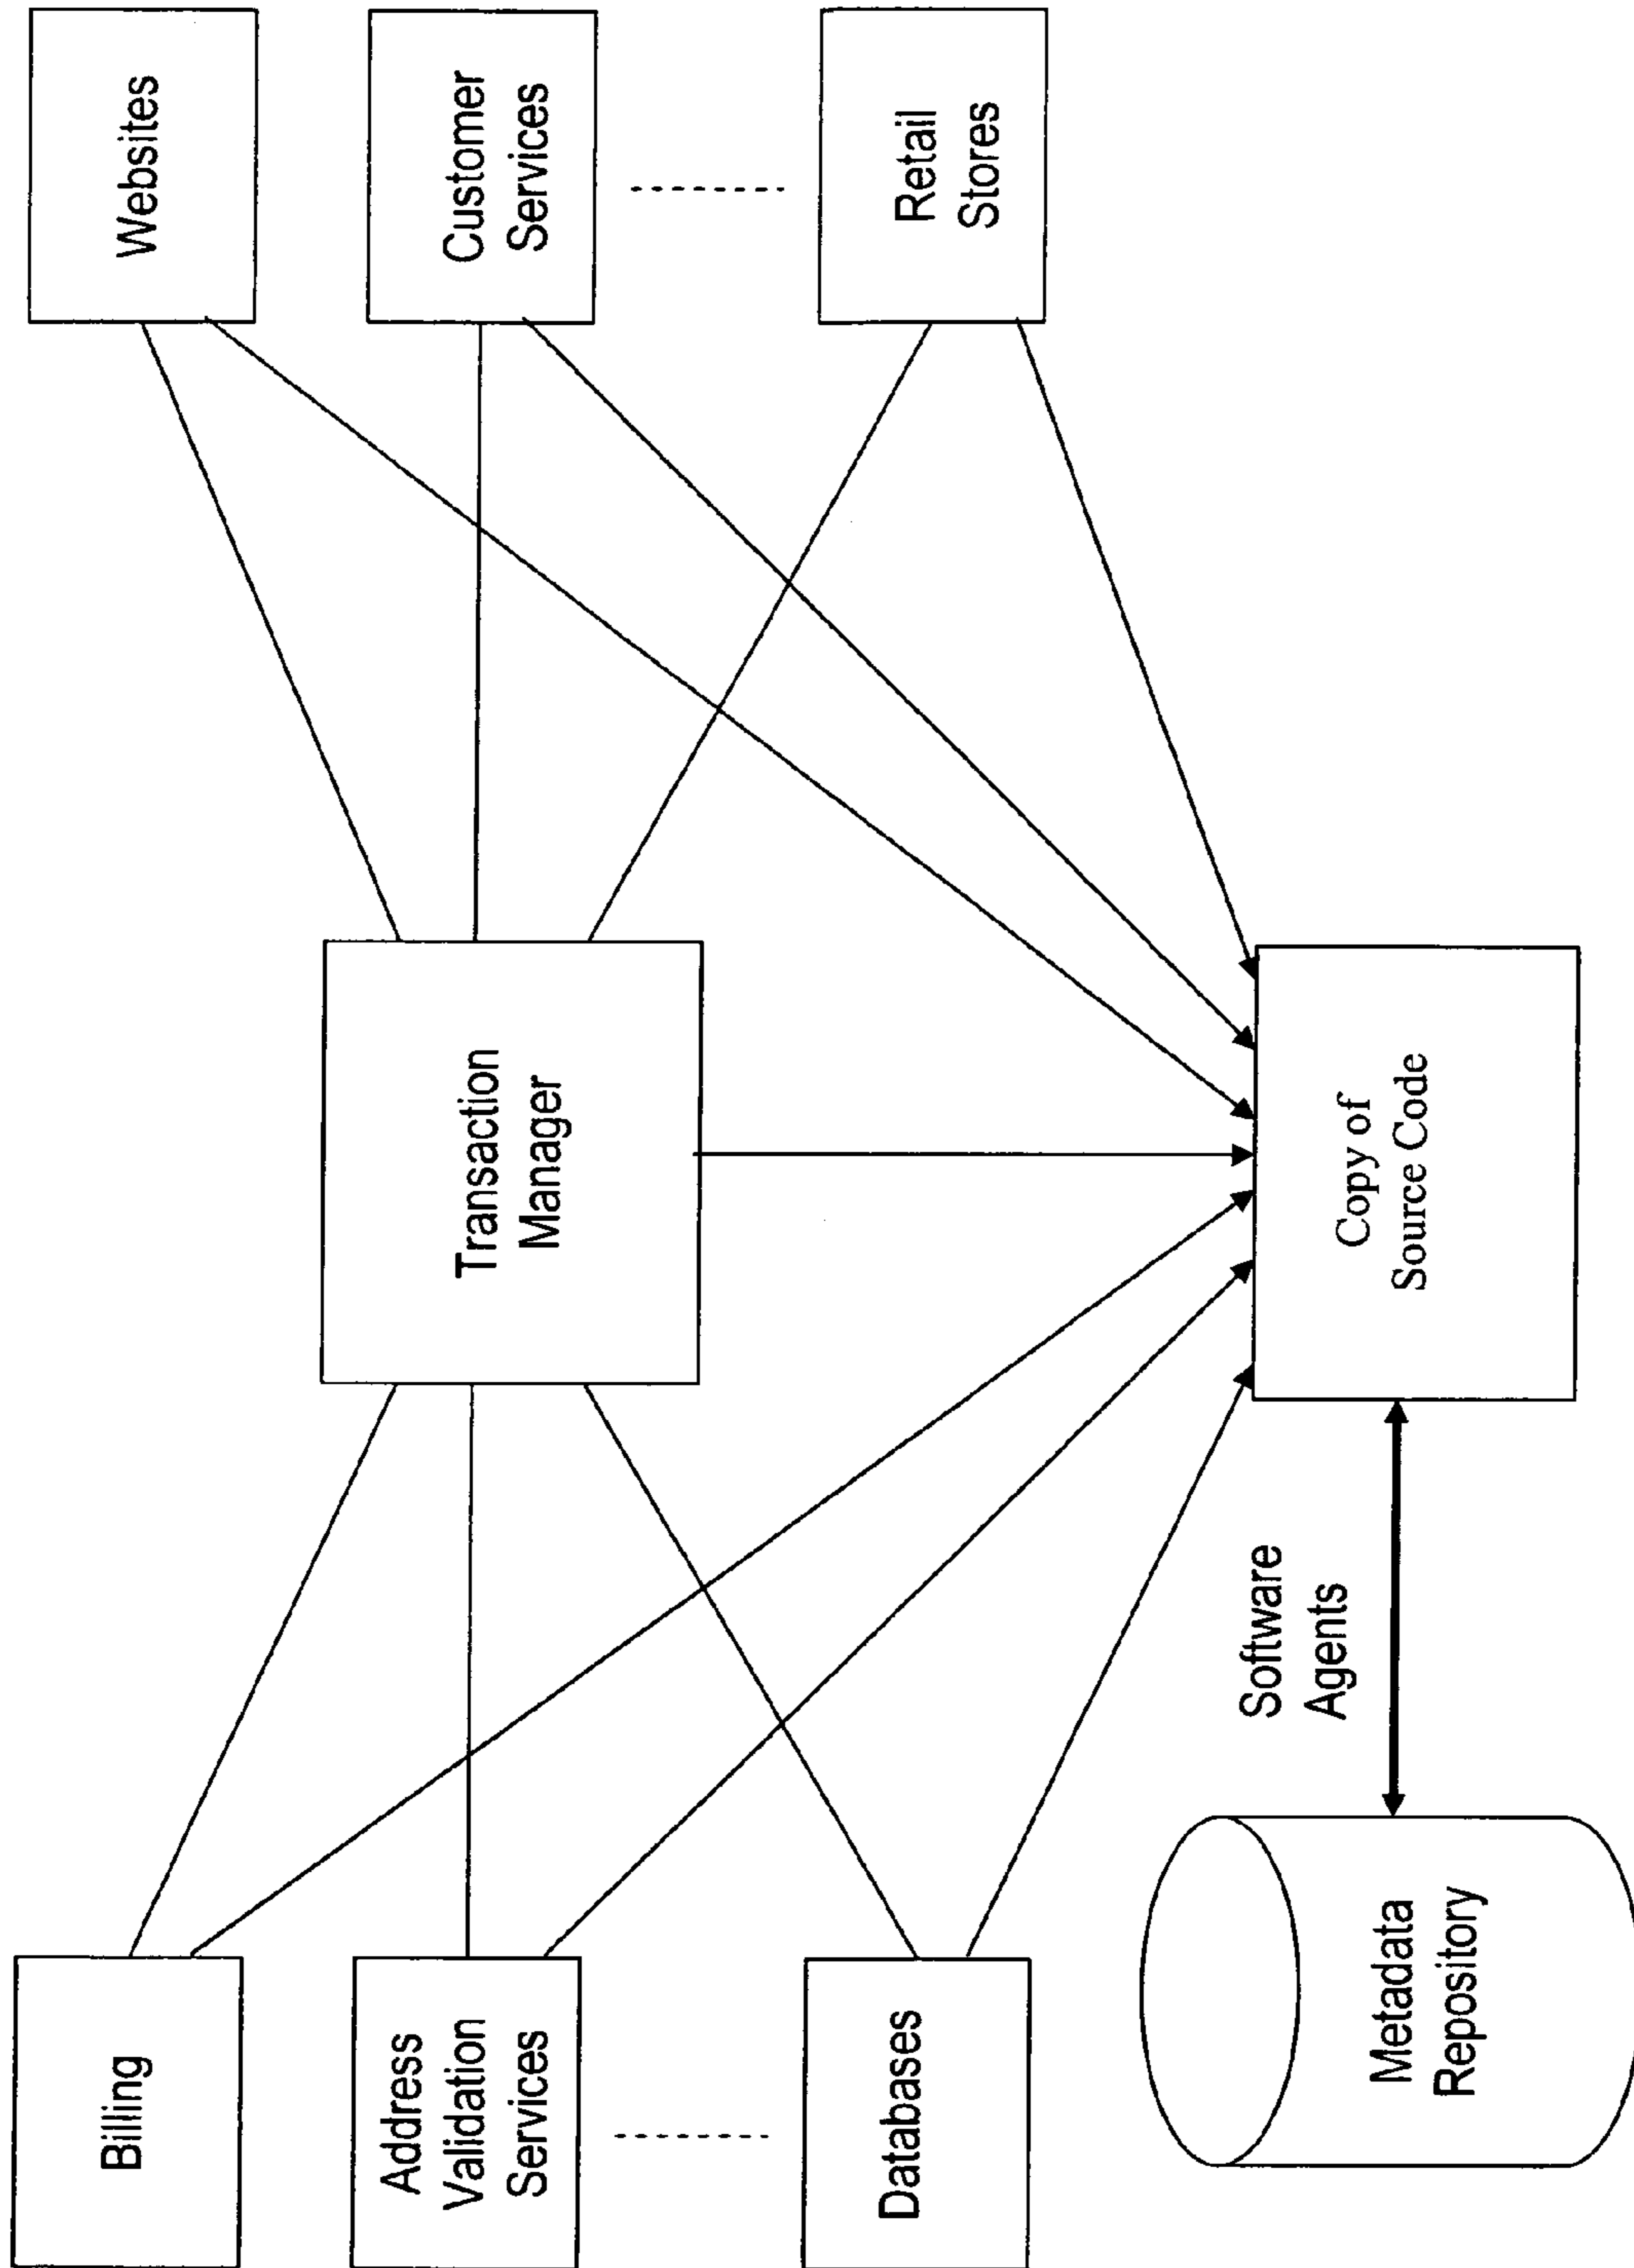 Billing
Address
Validation
Services
Databases
Transaction
Manager
Websites
Customer
Services
Retail
Stores
Software
Agents
Metadata
Repository
Copy of
Source Code